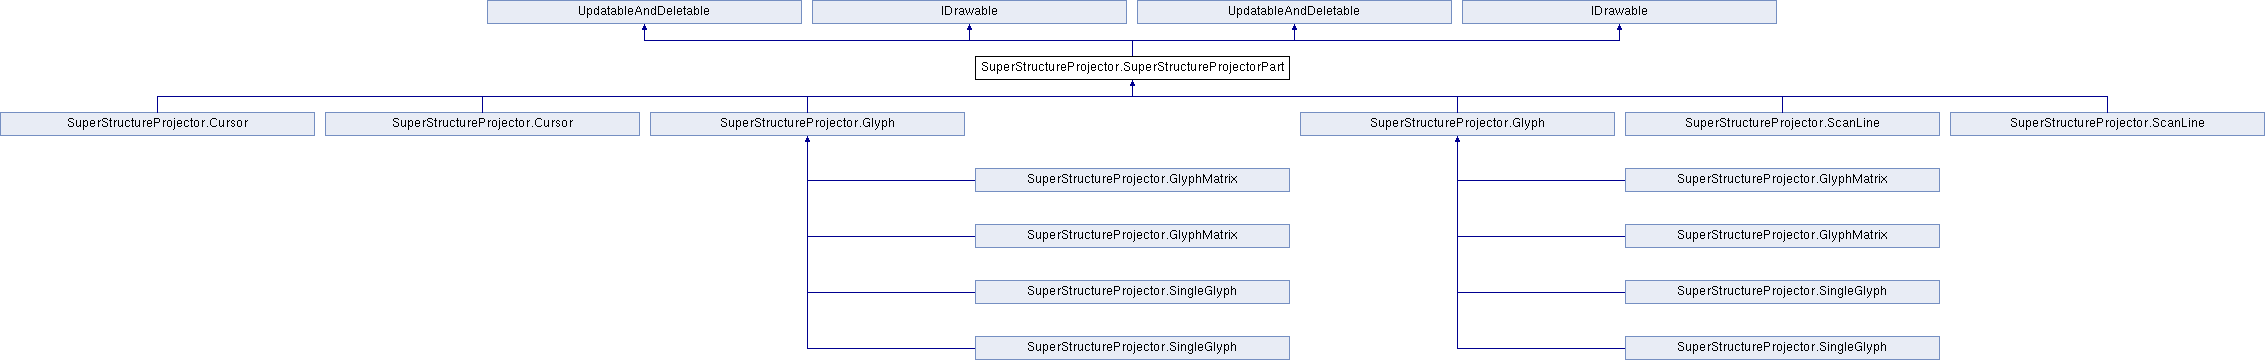 UpdatableAndDeletable
IDrawable
UpdatableAndDeletable
IDrawable
SuperStructureProjector.SuperStructureProjectorPart
SuperStructureProjector.Cursor
SuperStructureProjector.Cursor
SuperStructureProjector.Glyph
SuperStructureProjector.Glyph
SuperStructureProjector.ScanLine
SuperStructureProjector.ScanLine
SuperStructureProjector.GlyphMatrix
SuperStructureProjector.GlyphMatrix
SuperStructureProjector.GlyphMatrix
SuperStructureProjector.GlyphMatrix
SuperStructureProjector.SingleGlyph
SuperStructureProjector.SingleGlyph
SuperStructureProjector.SingleGlyph
SuperStructureProjector.SingleGlyph